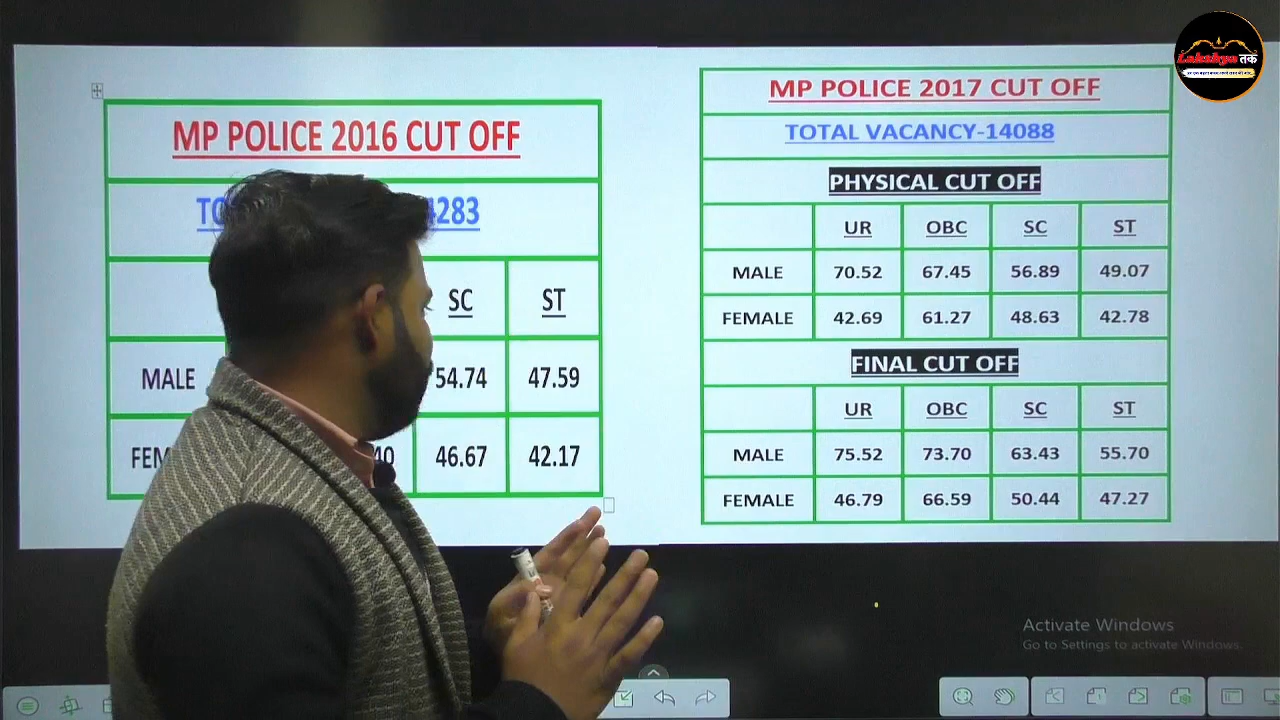 MP POLICE 2016 CUT OFF
283
SC ST
MALE 54.74 47.59
46.67 42.17
MP POLICE 2017 CUT OFF
TOTAL VACANCY-14088
PHYSICAL CUT OFF
UR OBC SC ST
MALE 70.52 67.45 56.89 49.07
FEMALE 42.69 61.27 48.63 42.78
FINAL CUT OFF
UR OBC SC ST
MALE 75.52 73.70 63.43 55.70
FEMALE 46.79 66.59 50.44 47.27
Lakshya तक
Activate Windows
Go to Settings to activate Windows.